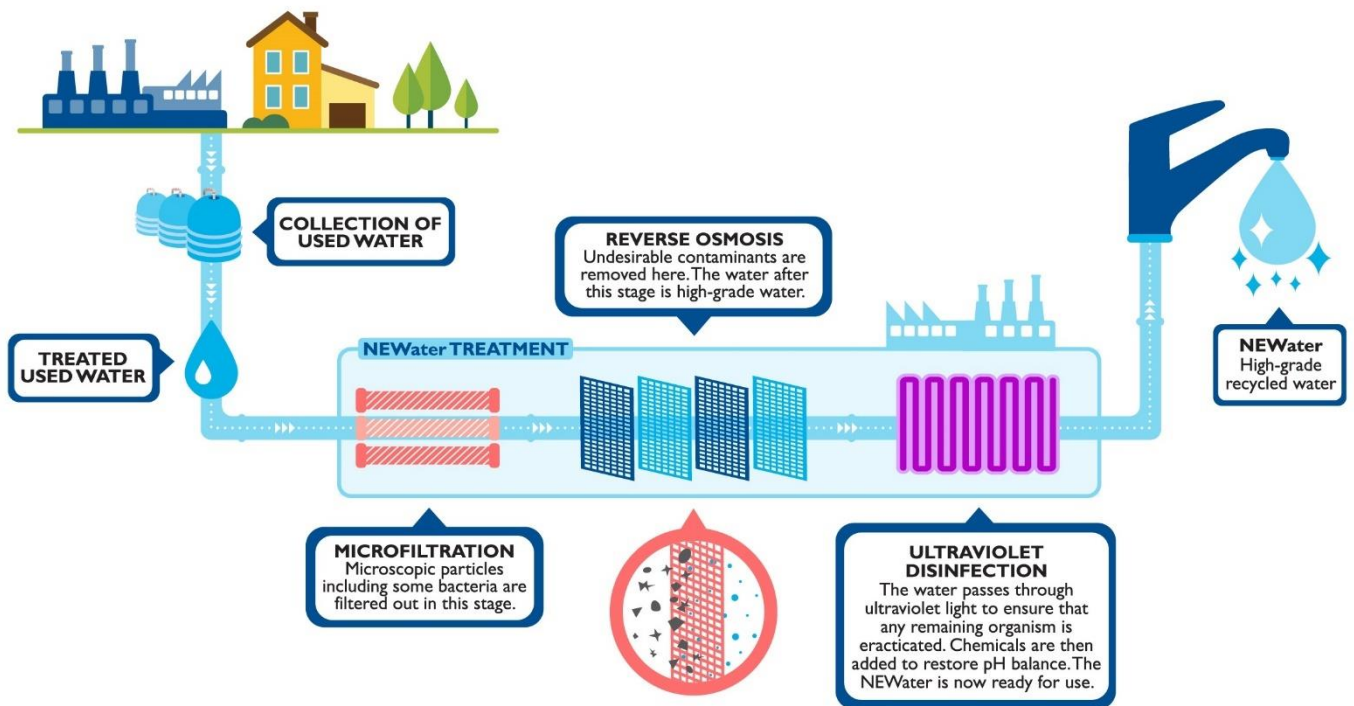 COLLECTION OF
USED WATER
TREATED
USED WATER
NEWater TREATMENT
MICROFILTRATION
Microscopic particles
including some bacteria are
filtered out in this stage.
REVERSE OSMOSIS
Undesirable contaminants are
removed here. The water after
this stage is high-grade water.
ULTRAVIOLET
DISINFECTION
The water passes through
ultraviolet light to ensure that
any remaining organism is
eracticated. Chemicals are then
added to restore pH balance. The
NEWater is now ready for use.
NEWater
High-grade
recycled water